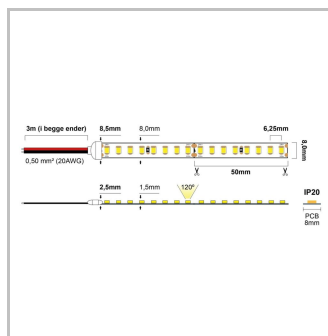 3m (i begge ender)
8,5mm
8,0mm
6,25mm
8,0mm
0,50 mm² (20AWG)
50mm
2,5mm
1,5mm
120º
IP20
PCB
8mm